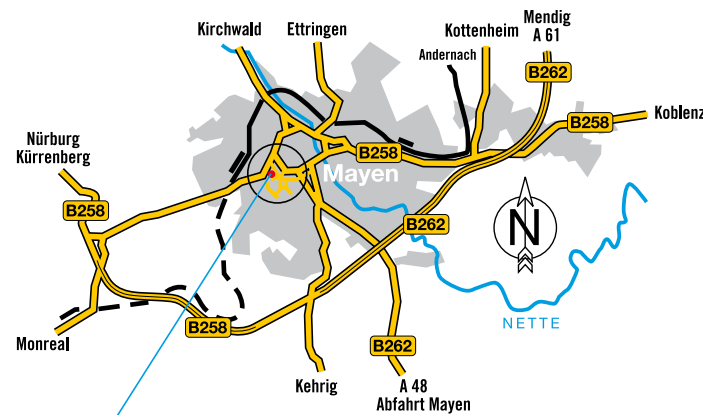 Mendig
A 61
Kirchwald
Ettringen
Kottenheim
Andernach
B262
Koblenz
B258
Nürburg
Kürrenberg
B258
Mayen
B258
B262
N
NETTE
B258
B262
Monreal
Kehrig
A 48
Abfahrt Mayen